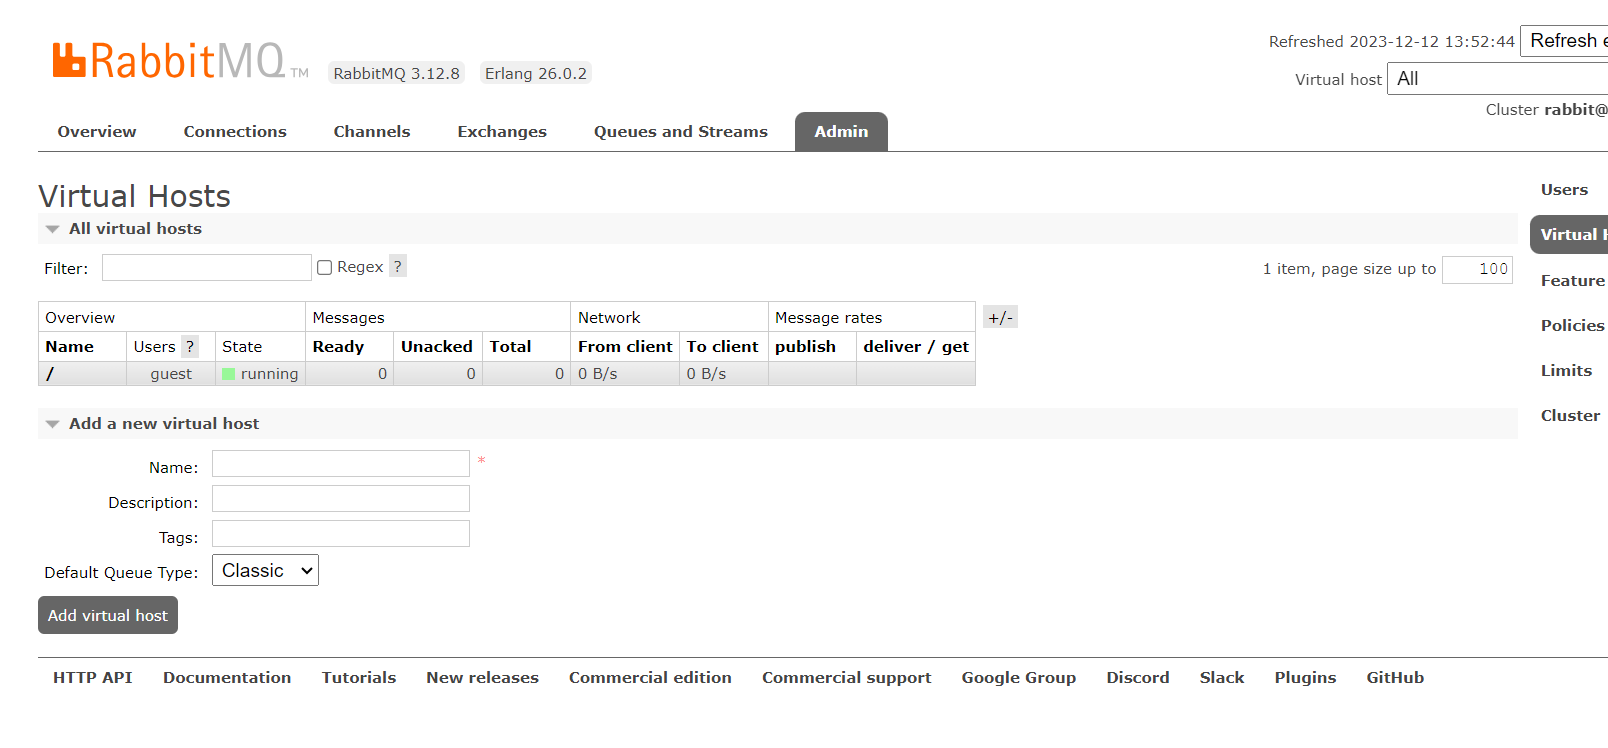 RabbitMQ TM RabbitMQ 3.12.8 Erlang 26.0.2
Refreshed 2023-12-12 13:52:44 Refresh e
Virtual host All
Cluster rabbit@
Overview Connections Channels Exchanges Queues and Streams Admin
Virtual Hosts
All virtual hosts
Filter: Regex ? 1 item, page size up to 100
Overview Messages Network Message rates +/-
Name Users ? State Ready Unacked Total From client To client publish deliver / get
/ guest running 0 0 0 0 B/s 0 B/s
Add a new virtual host
Name: *
Description:
Tags:
Default Queue Type: Classic
Add virtual host
Users
Virtual H
Feature
Policies
Limits
Cluster
HTTP API Documentation Tutorials New releases Commercial edition Commercial support Google Group Discord Slack Plugins GitHub